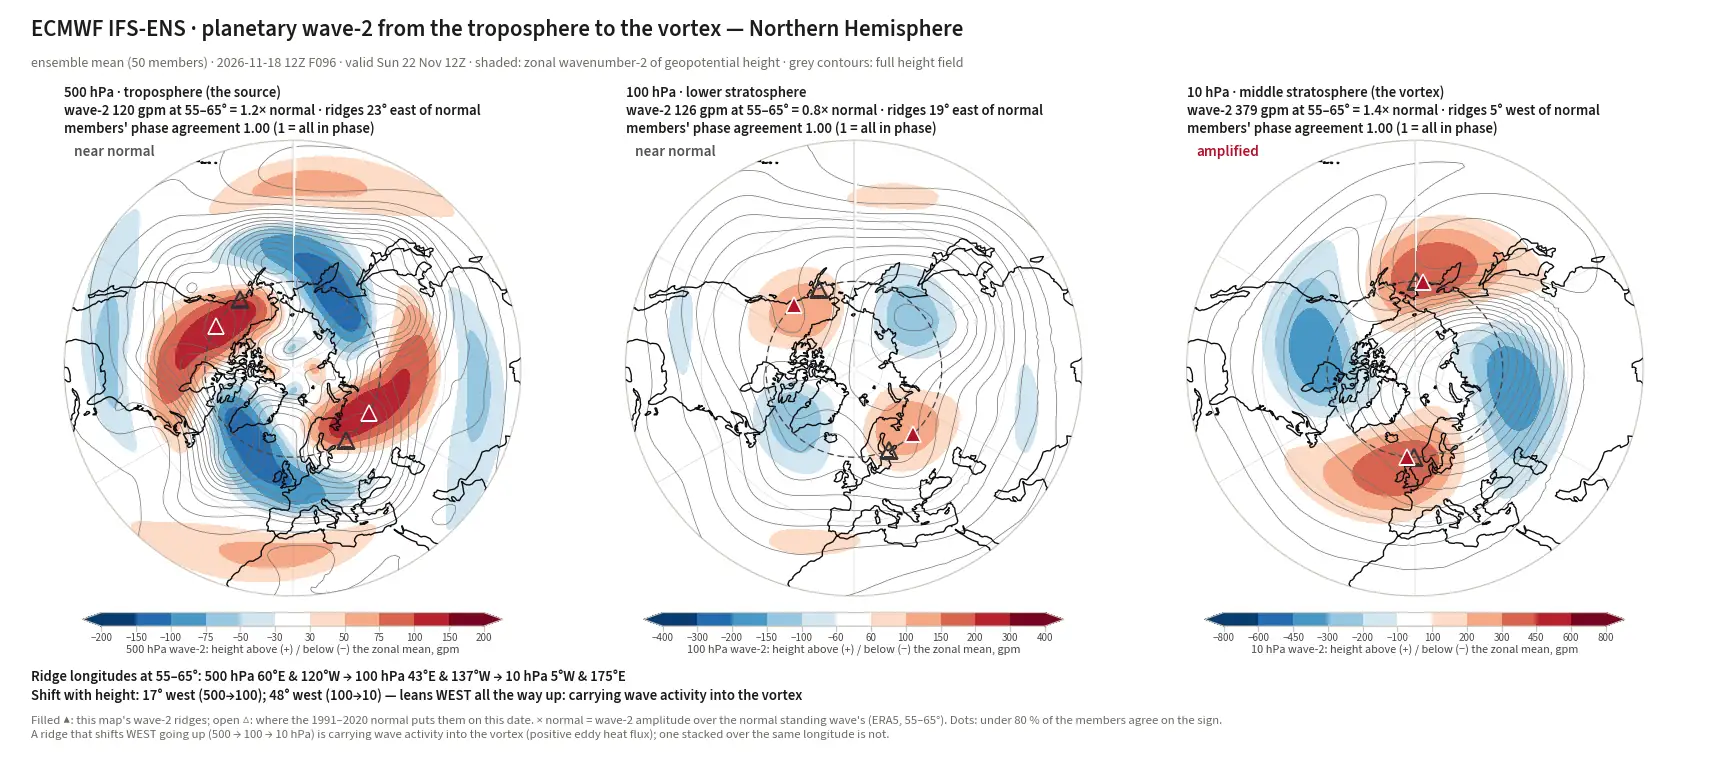 ECMWF IFS-ENS · planetary wave-2 from the troposphere to the vortex — Northern Hemisphere
ensemble mean (50 members) · 2026-11-18 12Z F096 · valid Sun 22 Nov 12Z · shaded: zonal wavenumber-2 of geopotential height · grey contours: full height field
500 hPa · troposphere (the source)
wave-2 120 gpm at 55–65° = 1.2× normal · ridges 23° east of normal
members' phase agreement 1.00 (1 = all in phase)
near normal
100 hPa · lower stratosphere
wave-2 126 gpm at 55–65° = 0.8× normal · ridges 19° east of normal
members' phase agreement 1.00 (1 = all in phase)
near normal
10 hPa · middle stratosphere (the vortex)
wave-2 379 gpm at 55–65° = 1.4× normal · ridges 5° west of normal
members' phase agreement 1.00 (1 = all in phase)
amplified
−200 −150 −100 −75 −50 −30 30 50 75 100 150 200
500 hPa wave-2: height above (+) / below (−) the zonal mean, gpm
−400 −300 −200 −150 −100 −60 60 100 150 200 300 400
100 hPa wave-2: height above (+) / below (−) the zonal mean, gpm
−800 −600 −450 −300 −200 −100 100 200 300 450 600 800
10 hPa wave-2: height above (+) / below (−) the zonal mean, gpm
Ridge longitudes at 55–65°: 500 hPa 60°E & 120°W → 100 hPa 43°E & 137°W → 10 hPa 5°W & 175°E
Shift with height: 17° west (500→100); 48° west (100→10) — leans WEST all the way up: carrying wave activity into the vortex
Filled ▲: this map's wave-2 ridges; open △: where the 1991–2020 normal puts them on this date. × normal = wave-2 amplitude over the normal standing wave's (ERA5, 55–65°). Dots: under 80 % of the members agree on the sign.
A ridge that shifts WEST going up (500 → 100 → 10 hPa) is carrying wave activity into the vortex (positive eddy heat flux); one stacked over the same longitude is not.